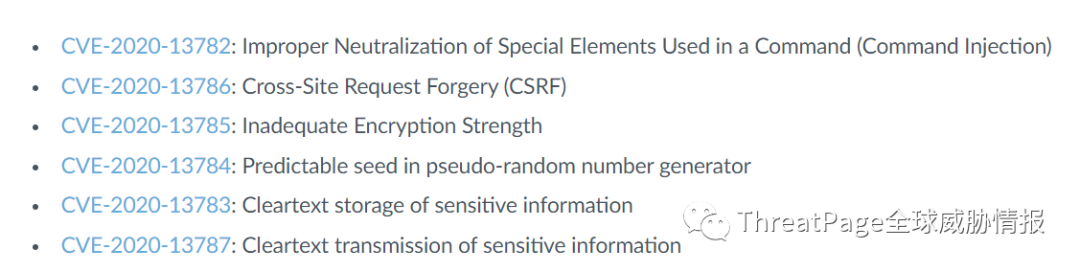 • CVE-2020-13782: Improper Neutralization of Special Elements Used in a Command (Command Injection)
• CVE-2020-13786: Cross-Site Request Forgery (CSRF)
• CVE-2020-13785: Inadequate Encryption Strength
• CVE-2020-13784: Predictable seed in pseudo-random number generator
• CVE-2020-13783: Cleartext storage of sensitive information
• CVE-2020-13787: Cleartext transmission of sensitive information
ThreatPage全球威胁情报